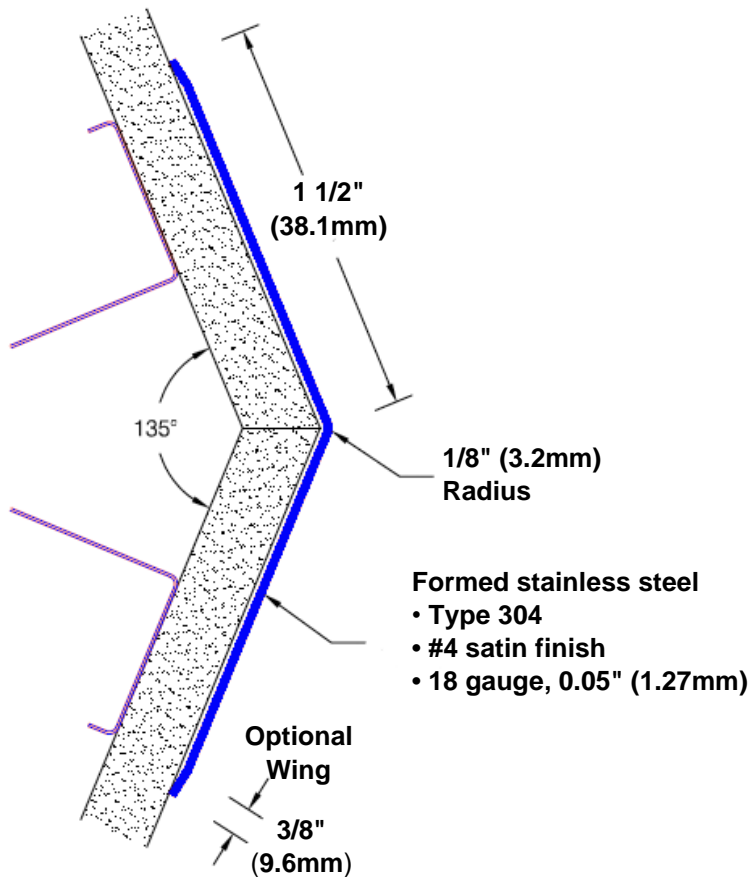 1 1/2"
(38.1mm)
135°
1/8" (3.2mm)
Radius
Formed stainless steel
• Type 304
• #4 satin finish
• 18 gauge, 0.05" (1.27mm)
Optional
Wing
3/8"
(9.6mm)